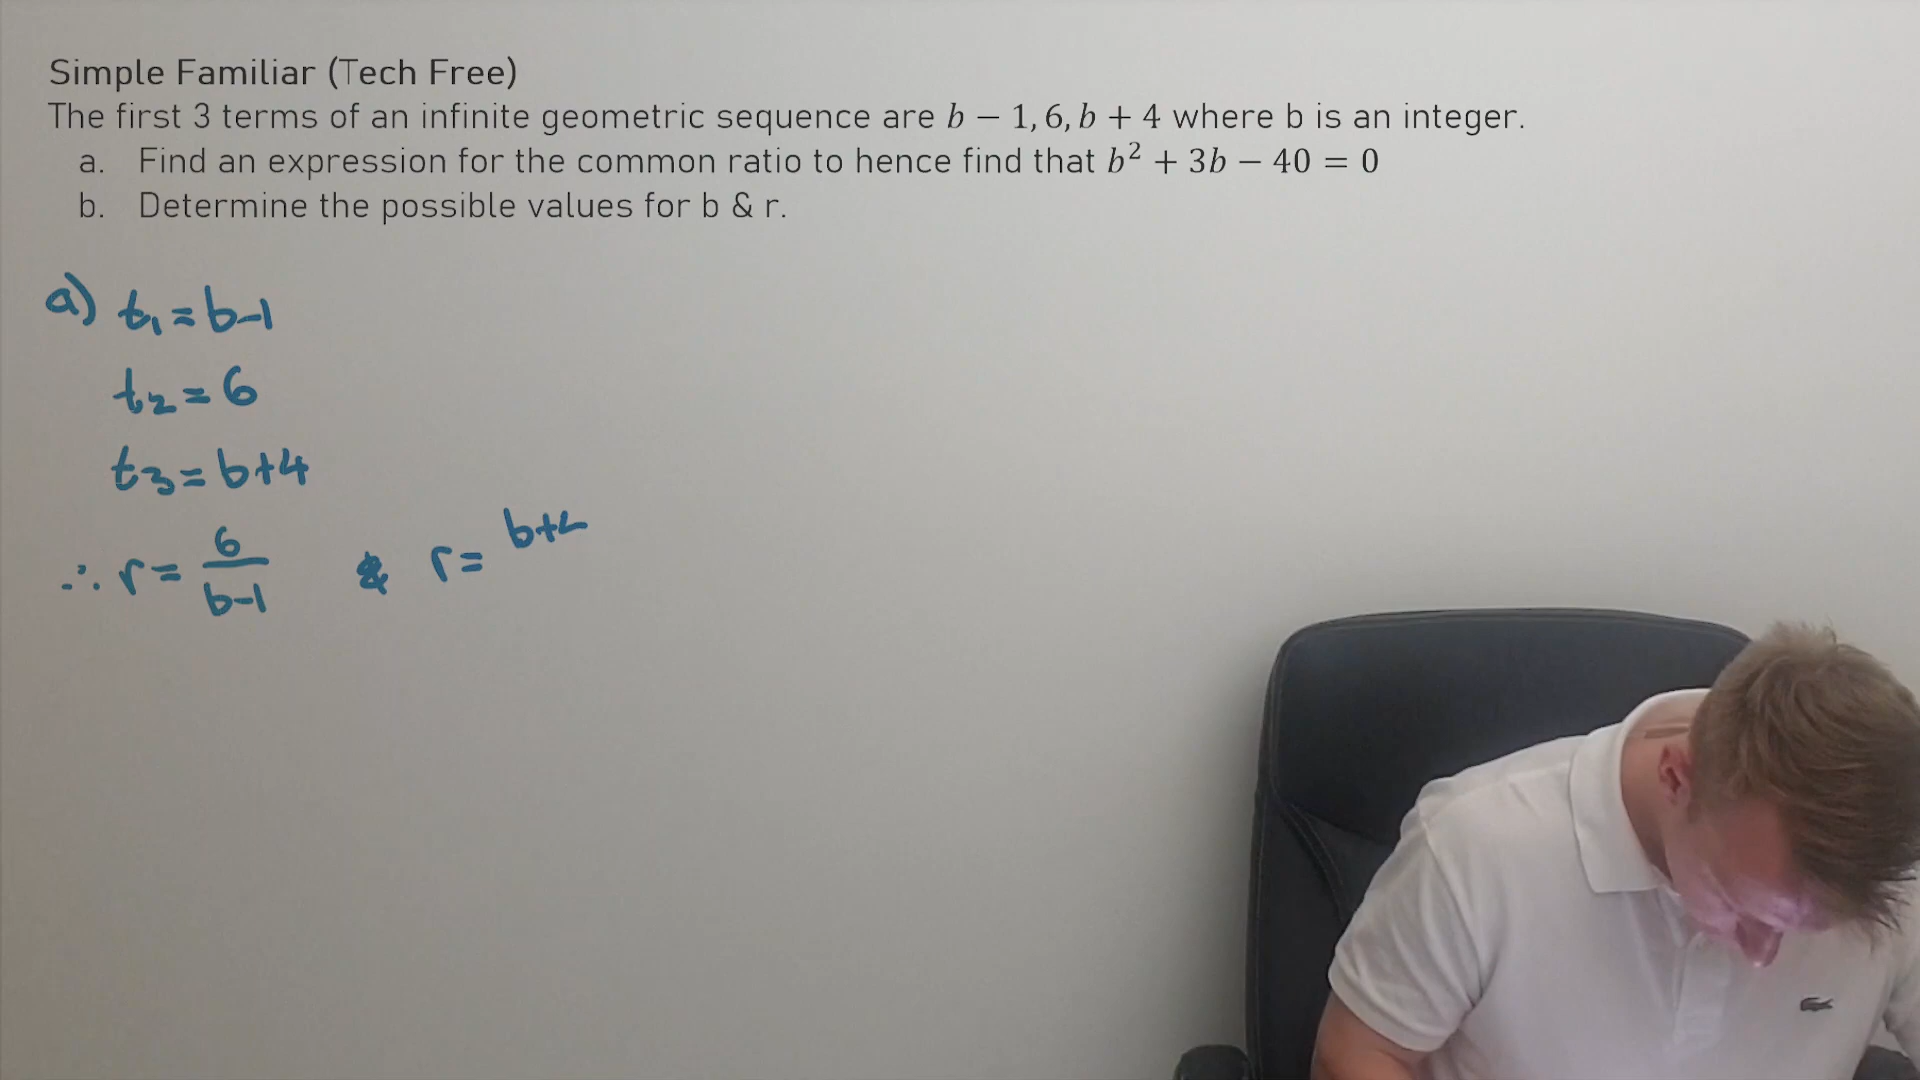 Simple Familiar (Tech Free)
The first 3 terms of an infinite geometric sequence are b − 1, 6, b + 4 where b is an integer.
a. Find an expression for the common ratio to hence find that b² + 3b − 40 = 0
b. Determine the possible values for b & r.
a) t₁ = b-1
t₂ = 6
t₃ = b+4
∴ r = 6/(b-1) & r = b+4